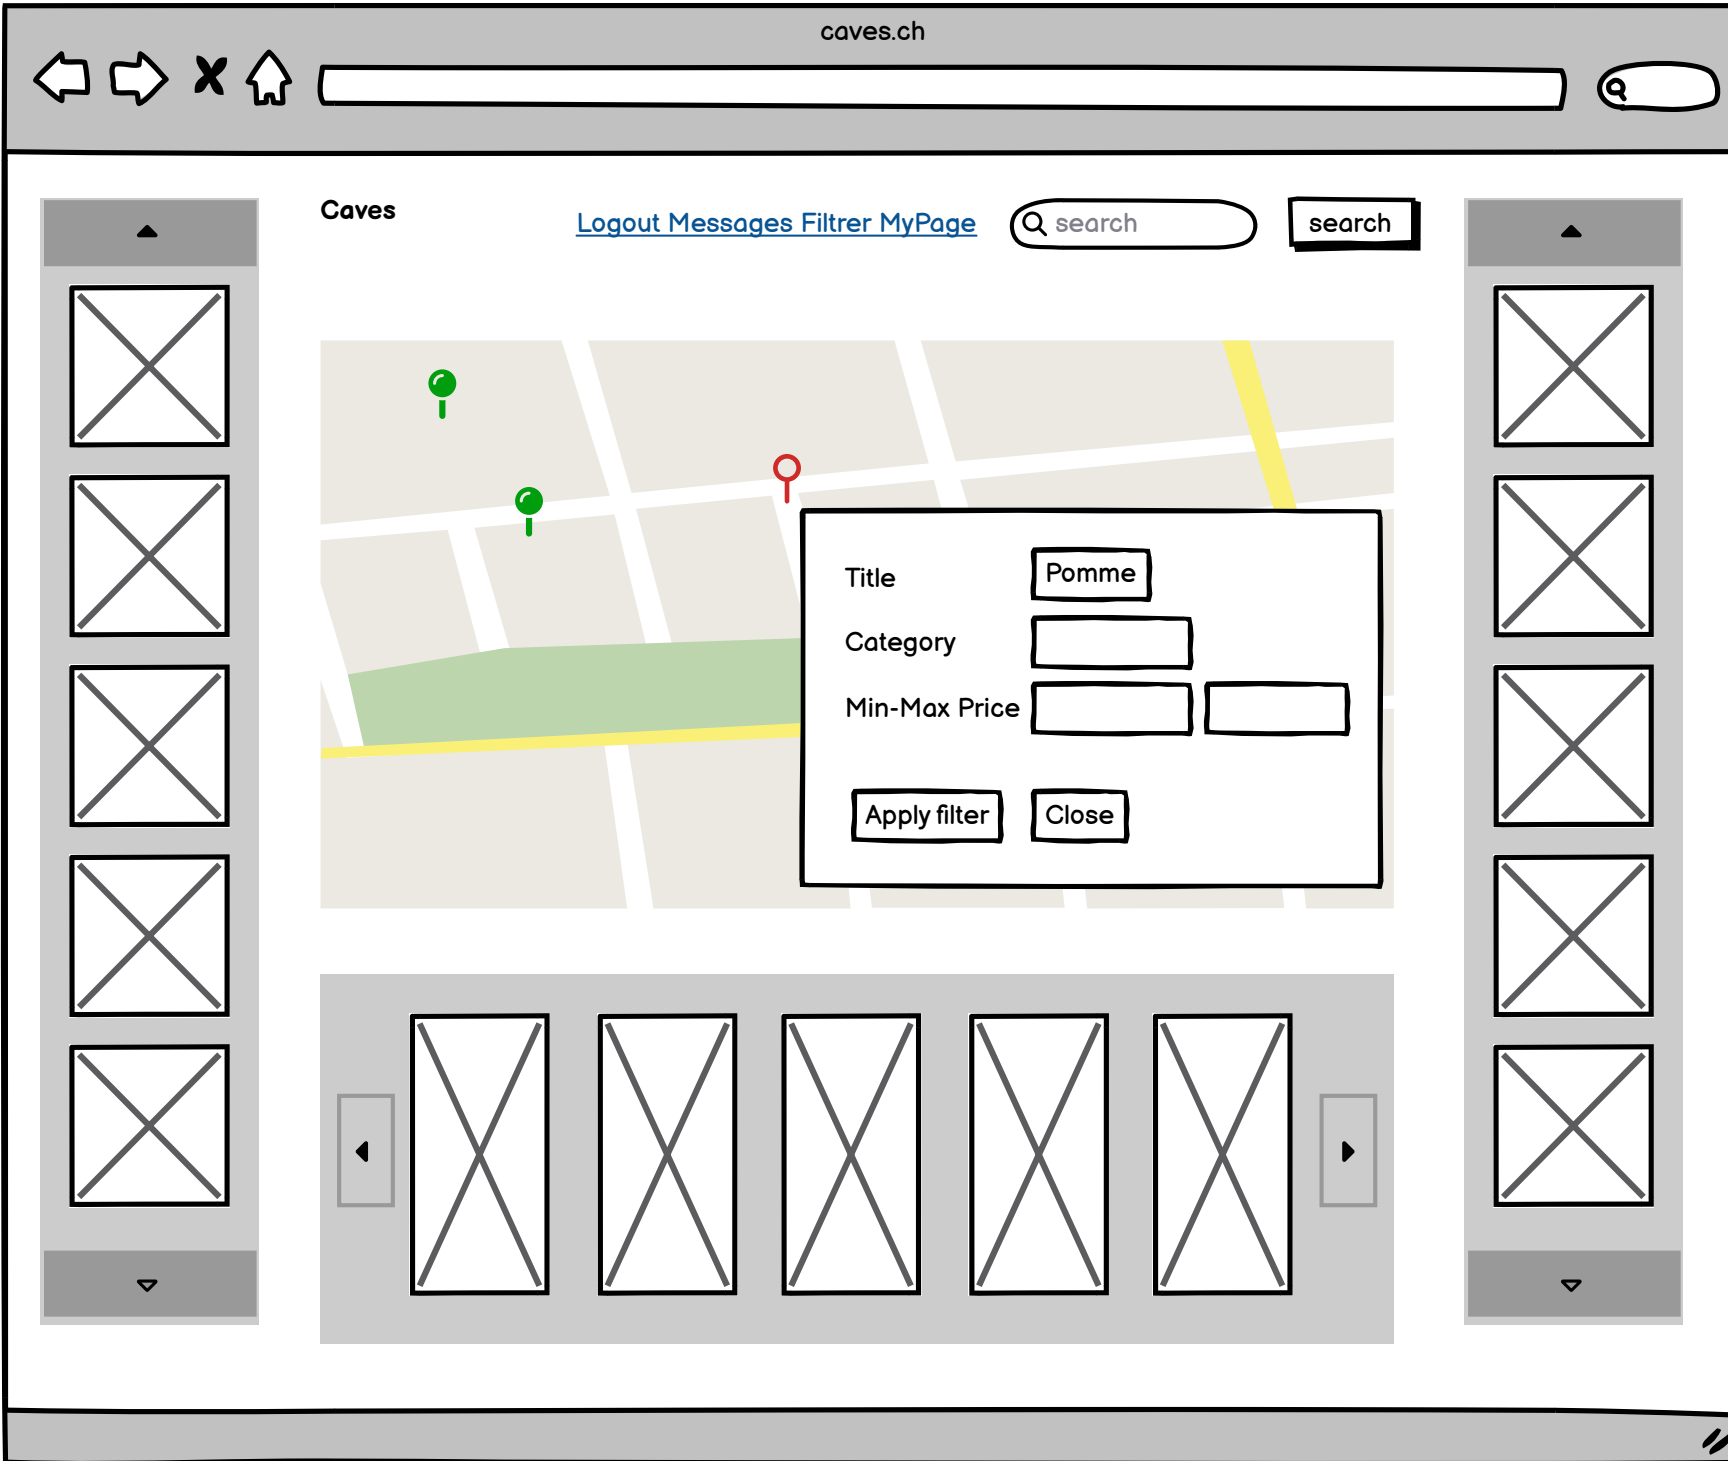 caves.ch
Caves
Logout Messages Filtrer MyPage
search
search
Title
Pomme
Category
Min-Max Price
Apply filter
Close